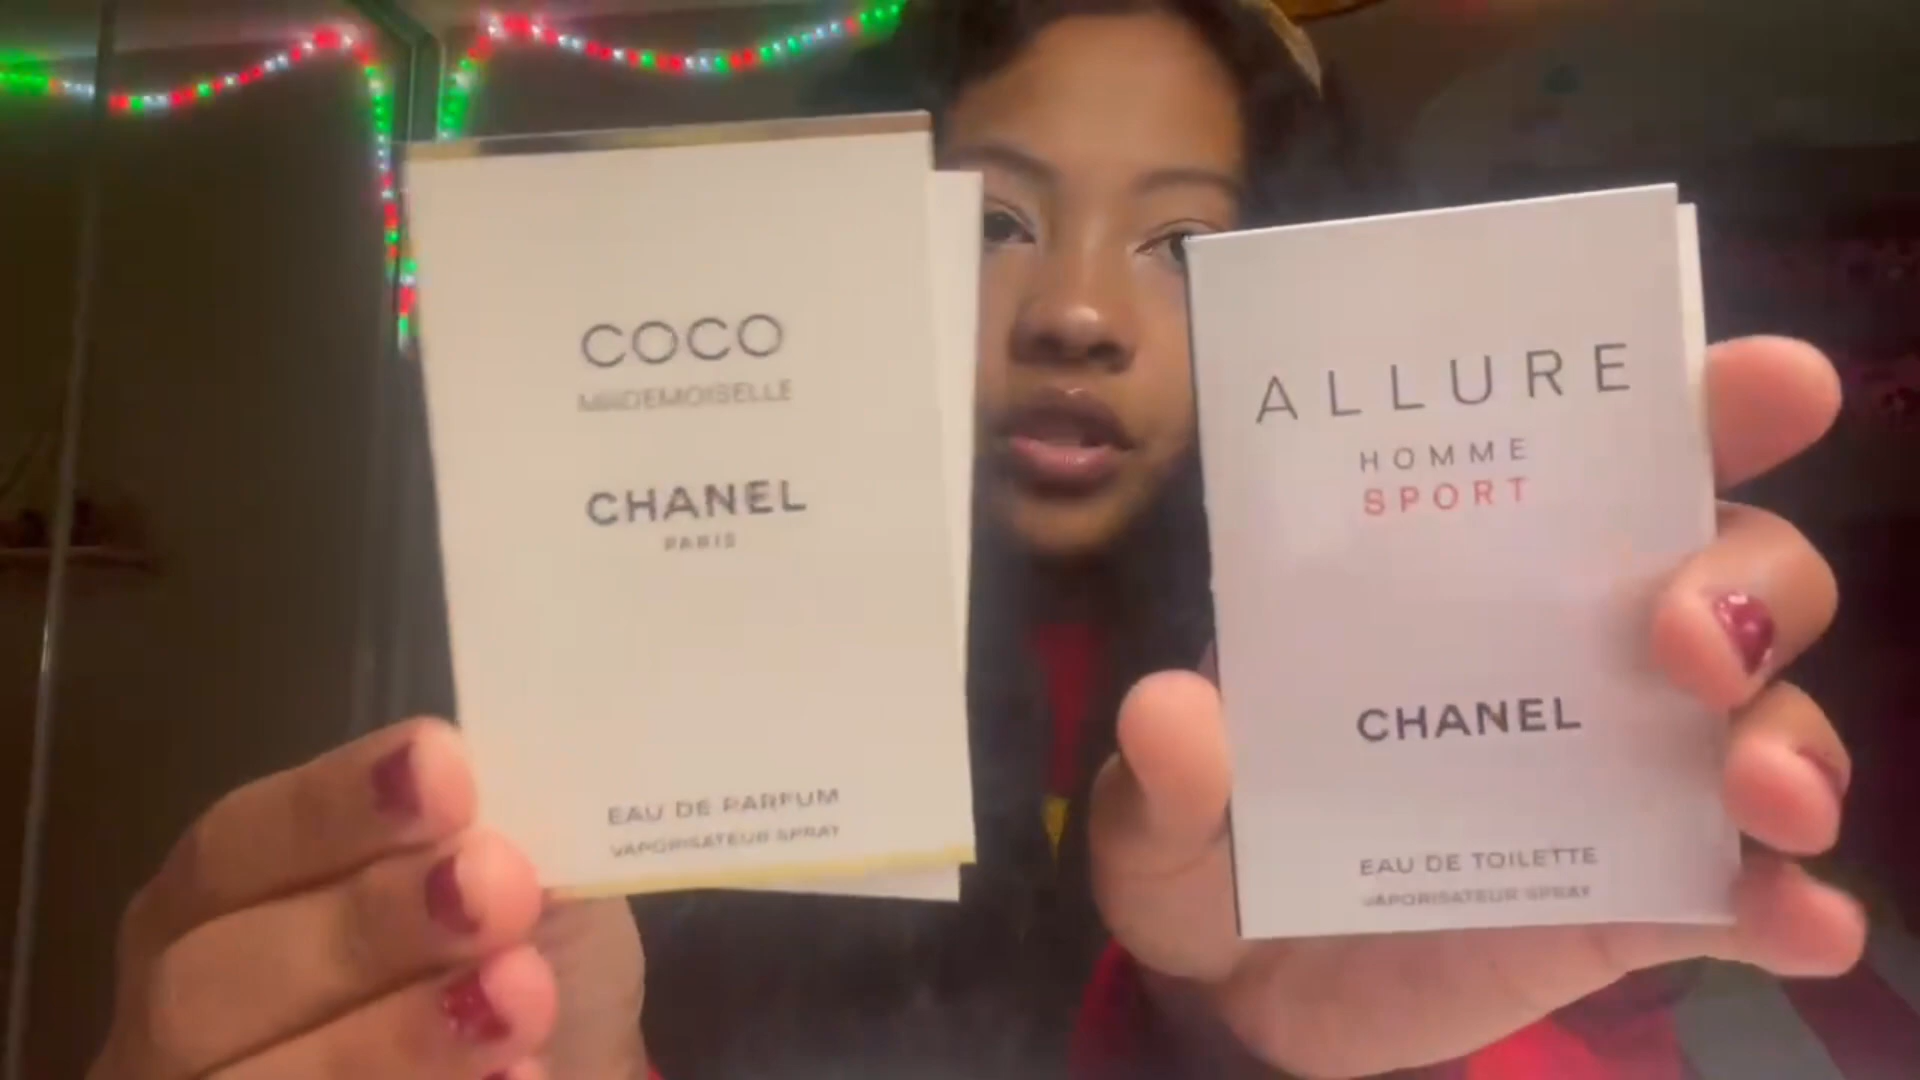 COCO
MADEMOISELLE
CHANEL
PARIS
EAU DE PARFUM
VAPORISATEUR SPRAY
ALLURE
HOMME
SPORT
CHANEL
EAU DE TOILETTE
VAPORISATEUR SPRAY